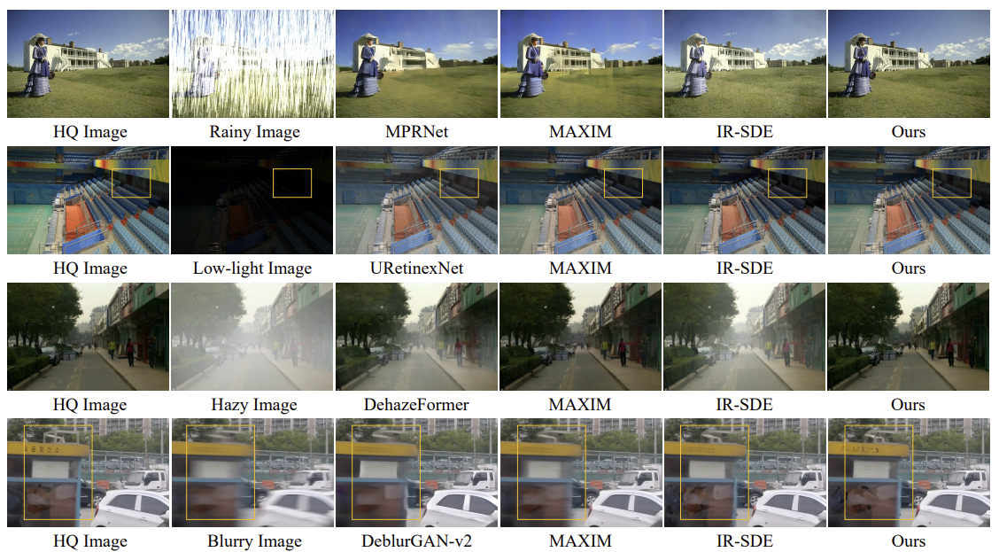 HQ Image Rainy Image MPRNet MAXIM IR-SDE Ours
HQ Image Low-light Image URetinexNet MAXIM IR-SDE Ours
HQ Image Hazy Image DehazeFormer MAXIM IR-SDE Ours
HQ Image Blurry Image DeblurGAN-v2 MAXIM IR-SDE Ours